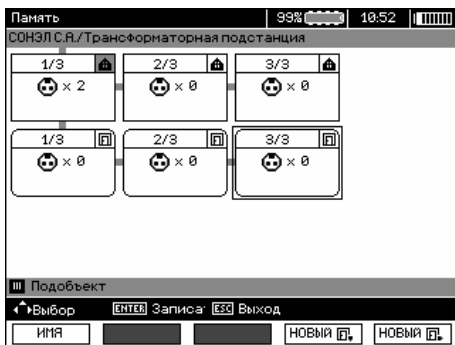 Память 99% 10:52
СОНЭЛ С.А./Трансформаторная подстанция
1/3 2/3 3/3
× 2 × 0 × 0
1/3 2/3 3/3
× 0 × 0 × 0
Подобъект
Выбор ENTER Записа ESC Выход
ИМЯ НОВЫЙ НОВЫЙ